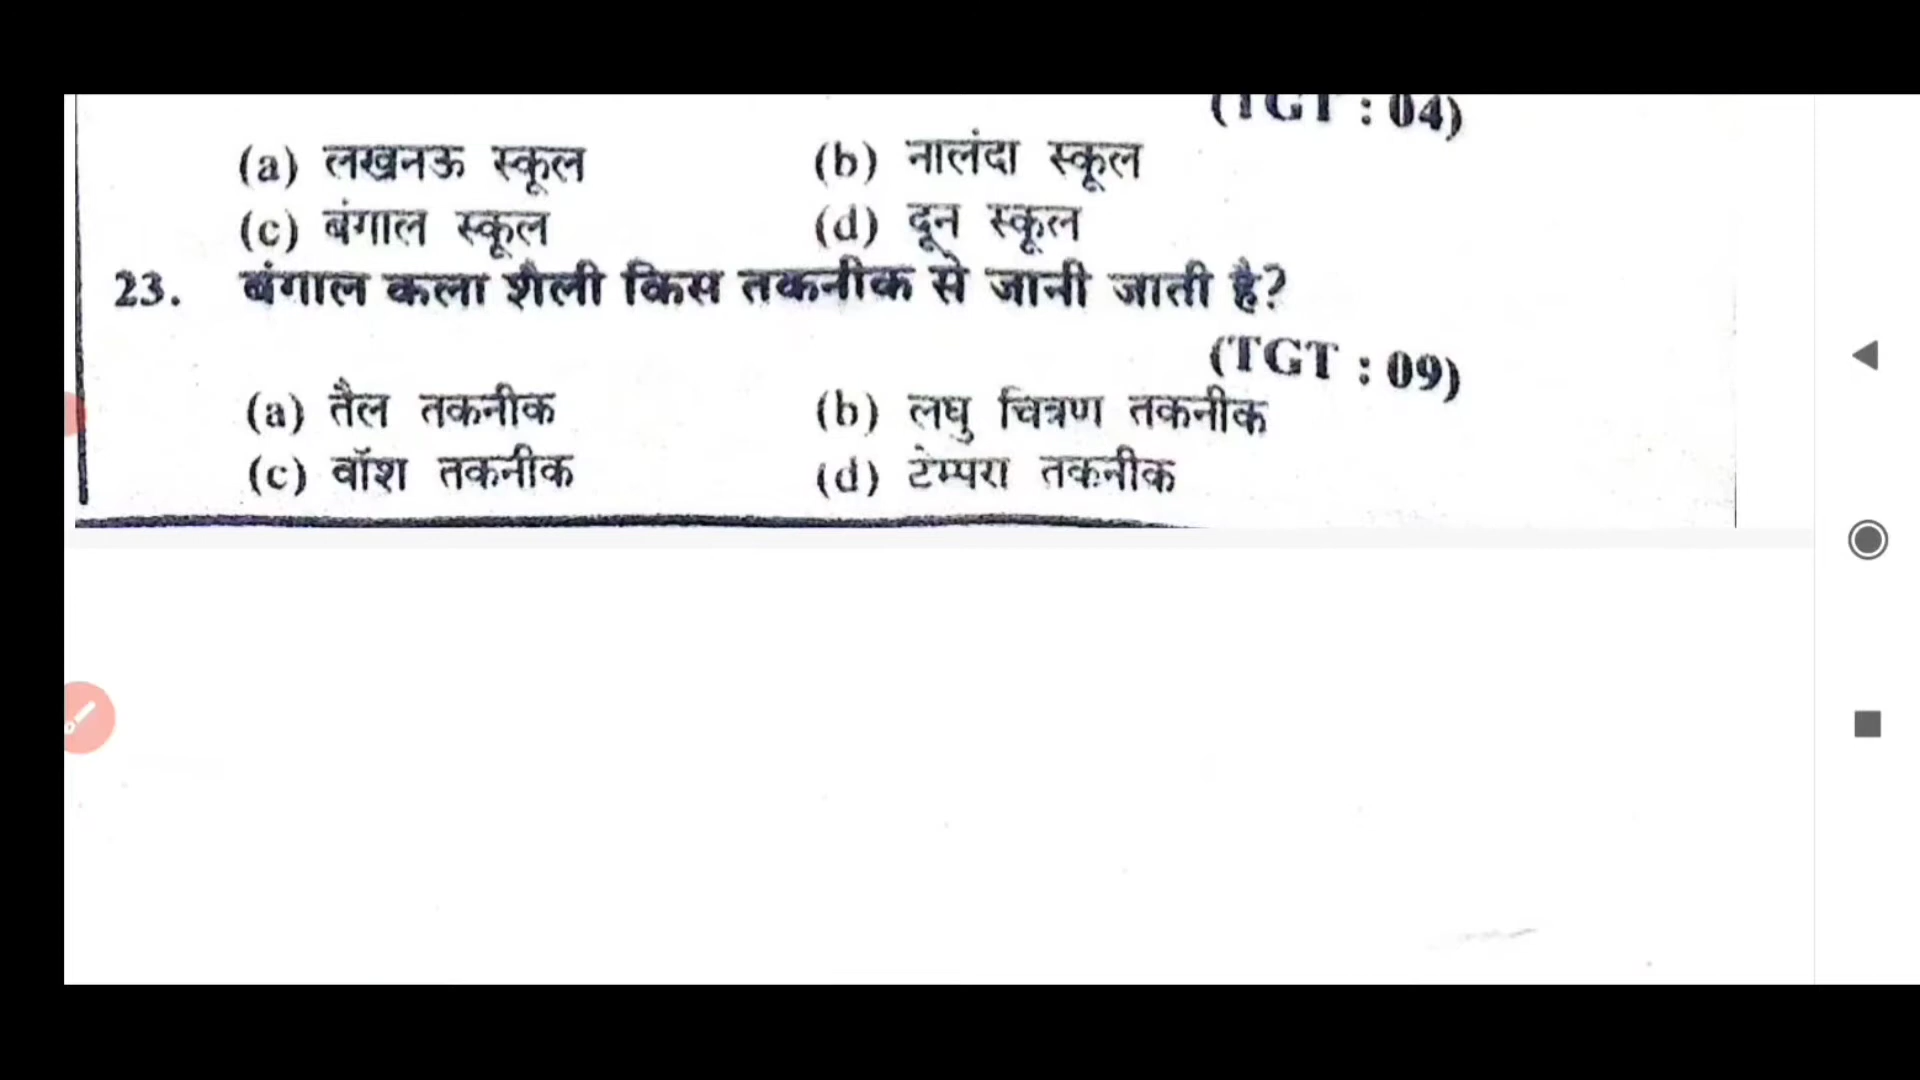 (TGT : 04)
(a) लखनऊ स्कूल (b) नालंदा स्कूल
(c) बंगाल स्कूल (d) दून स्कूल
23. बंगाल कला शैली किस तकनीक से जानी जाती है?
(TGT : 09)
(a) तैल तकनीक (b) लघु चित्रण तकनीक
(c) वॉश तकनीक (d) टेम्परा तकनीक